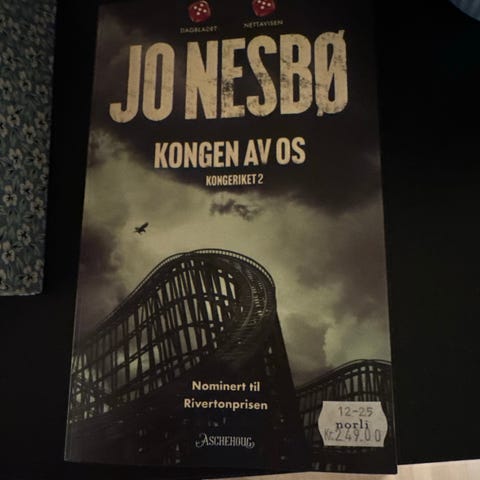 DAGBLADET NETTAVISEN
JO NESBØ
KONGEN AV OS
KONGERIKET 2
Nominert til
Rivertonprisen
ASCHEHOUG
12-25
norli
Kr.249.00